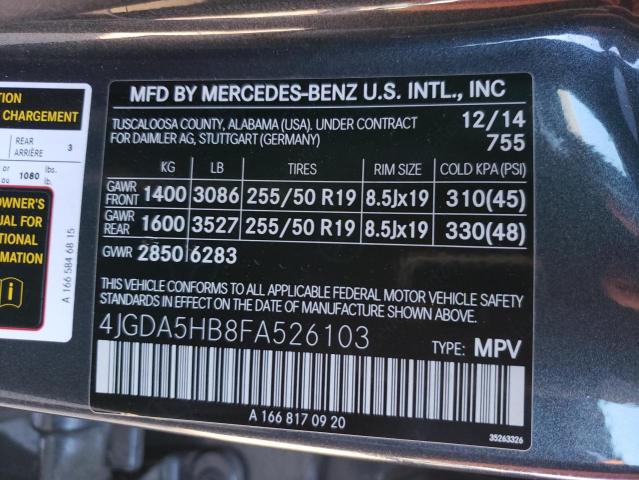 TION
CHARGEMENT
REAR
ARRIÈRE 3
or
ou 1080 lbs.
lb.
OWNER'S
NUAL FOR
TIONAL
RMATION
A 166 584 68 15
MFD BY MERCEDES-BENZ U.S. INTL., INC
TUSCALOOSA COUNTY, ALABAMA (USA). UNDER CONTRACT 12/14
FOR DAIMLER AG, STUTTGART (GERMANY) 755
KG LB TIRES RIM SIZE COLD KPA (PSI)
GAWR FRONT 1400 3086 255/50 R19 8.5Jx19 310(45)
GAWR REAR 1600 3527 255/50 R19 8.5Jx19 330(48)
GVWR 2850 6283
THIS VEHICLE CONFORMS TO ALL APPLICABLE FEDERAL MOTOR VEHICLE SAFETY
STANDARDS IN EFFECT ON THE DATE OF MANUFACTURE SHOWN ABOVE.
4JGDA5HB8FA526103 TYPE: MPV
A 166 817 09 20
35263326